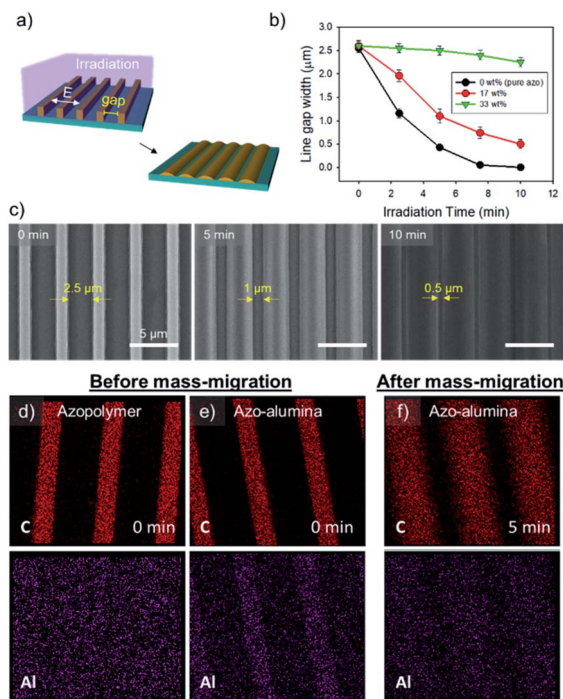 a)
Irradiation
E
gap
b)
Line gap width (μm)
3.0
2.5
2.0
1.5
1.0
0.5
0.0
0 wt% (pure azo)
17 wt%
33 wt%
0 2 4 6 8 10 12
Irradiation Time (min)
c)
0 min
2.5 μm
5 μm
5 min
1 μm
10 min
0.5 μm
Before mass-migration
After mass-migration
d) Azopolymer
C 0 min
e) Azo-alumina
C 0 min
f) Azo-alumina
C 5 min
Al
Al
Al